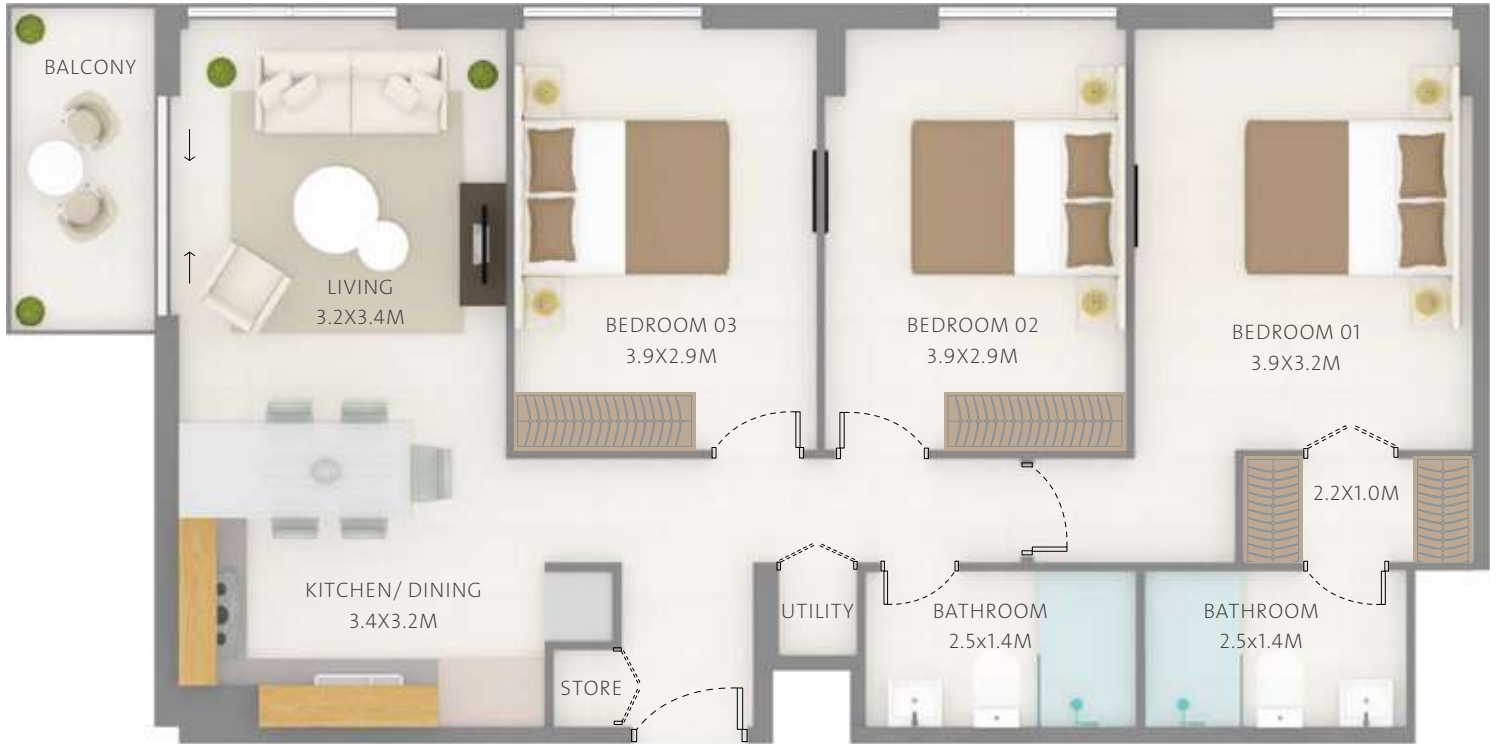 BALCONY
LIVING
3.2X3.4M
BEDROOM 03
3.9X2.9M
BEDROOM 02
3.9X2.9M
BEDROOM 01
3.9X3.2M
2.2X1.0M
KITCHEN/ DINING
3.4X3.2M
STORE
UTILITY
BATHROOM
2.5x1.4M
BATHROOM
2.5x1.4M